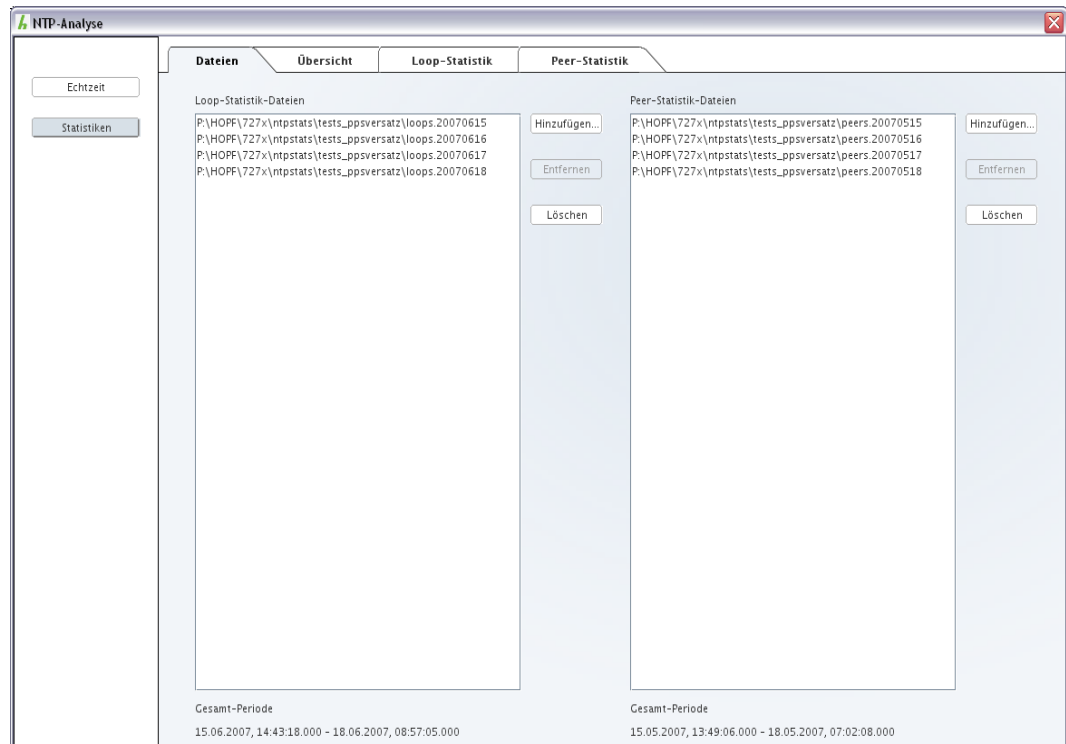 NTP-Analyse
Echtzeit
Statistiken
Dateien Übersicht Loop-Statistik Peer-Statistik
Loop-Statistik-Dateien
P:\HOPF\727x\ntpstats\tests_ppsversatz\loops.20070615
P:\HOPF\727x\ntpstats\tests_ppsversatz\loops.20070616
P:\HOPF\727x\ntpstats\tests_ppsversatz\loops.20070617
P:\HOPF\727x\ntpstats\tests_ppsversatz\loops.20070618
Hinzufügen...
Entfernen
Löschen
Gesamt-Periode
15.06.2007, 14:43:18.000 - 18.06.2007, 08:57:05.000
Peer-Statistik-Dateien
P:\HOPF\727x\ntpstats\tests_ppsversatz\peers.20070515
P:\HOPF\727x\ntpstats\tests_ppsversatz\peers.20070516
P:\HOPF\727x\ntpstats\tests_ppsversatz\peers.20070517
P:\HOPF\727x\ntpstats\tests_ppsversatz\peers.20070518
Hinzufügen...
Entfernen
Löschen
Gesamt-Periode
15.05.2007, 13:49:06.000 - 18.05.2007, 07:02:08.000